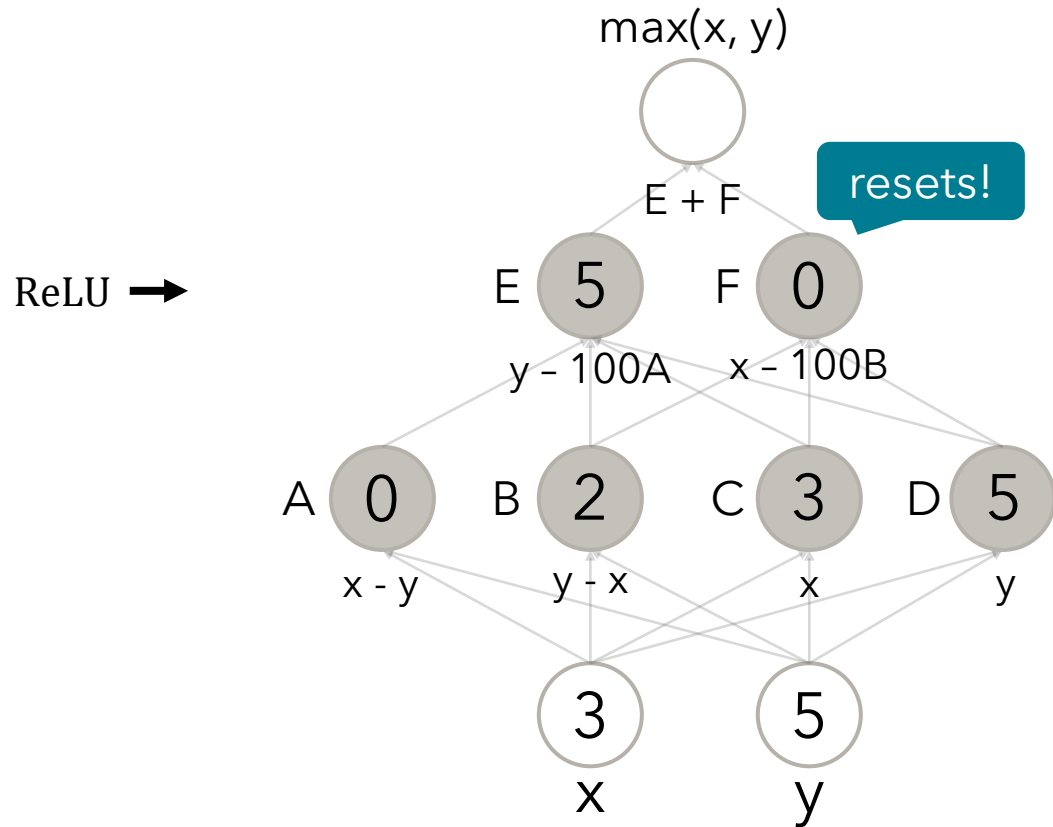 max(x, y)
resets!
E + F
ReLU
E 5 F 0
y – 100A x – 100B
A 0 B 2 C 3 D 5
x - y y - x x y
3 5
x y